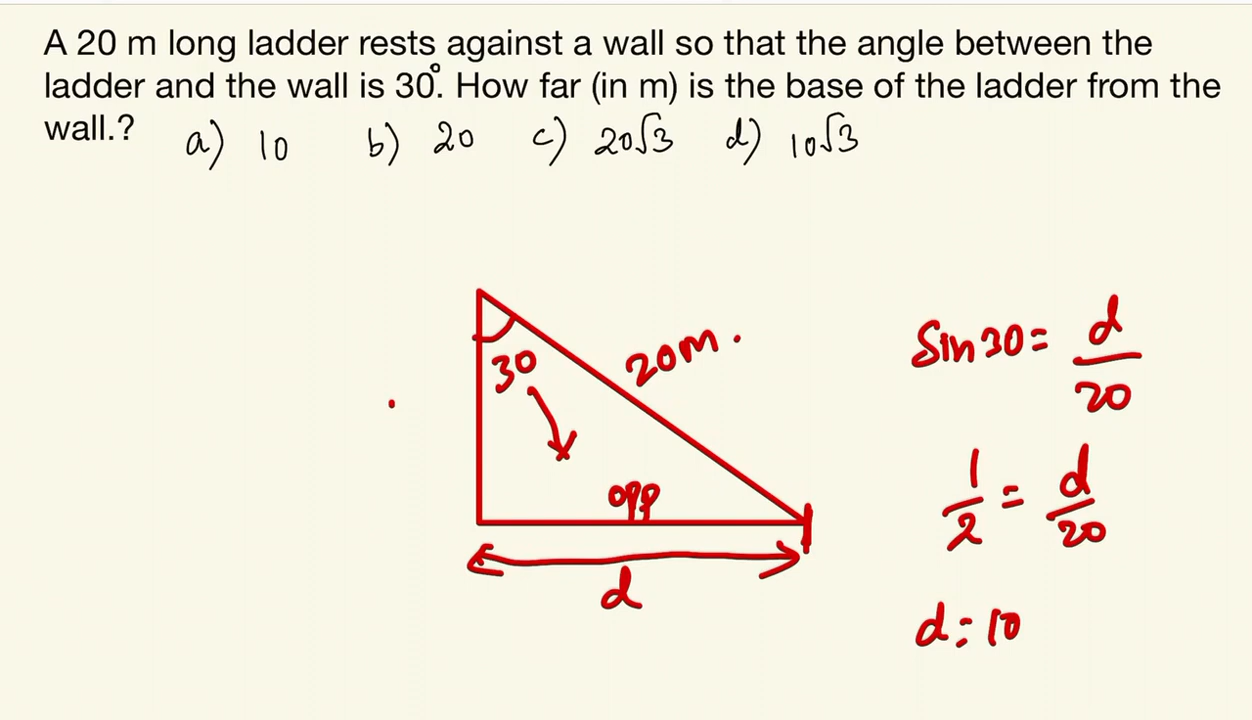 A 20 m long ladder rests against a wall so that the angle between the
ladder and the wall is 30°. How far (in m) is the base of the ladder from the
wall.?
a) 10 b) 20 c) 20√3 d) 10√3
30
20m.
opp
d
Sin 30 = d/20
1/2 = d/20
d = 10